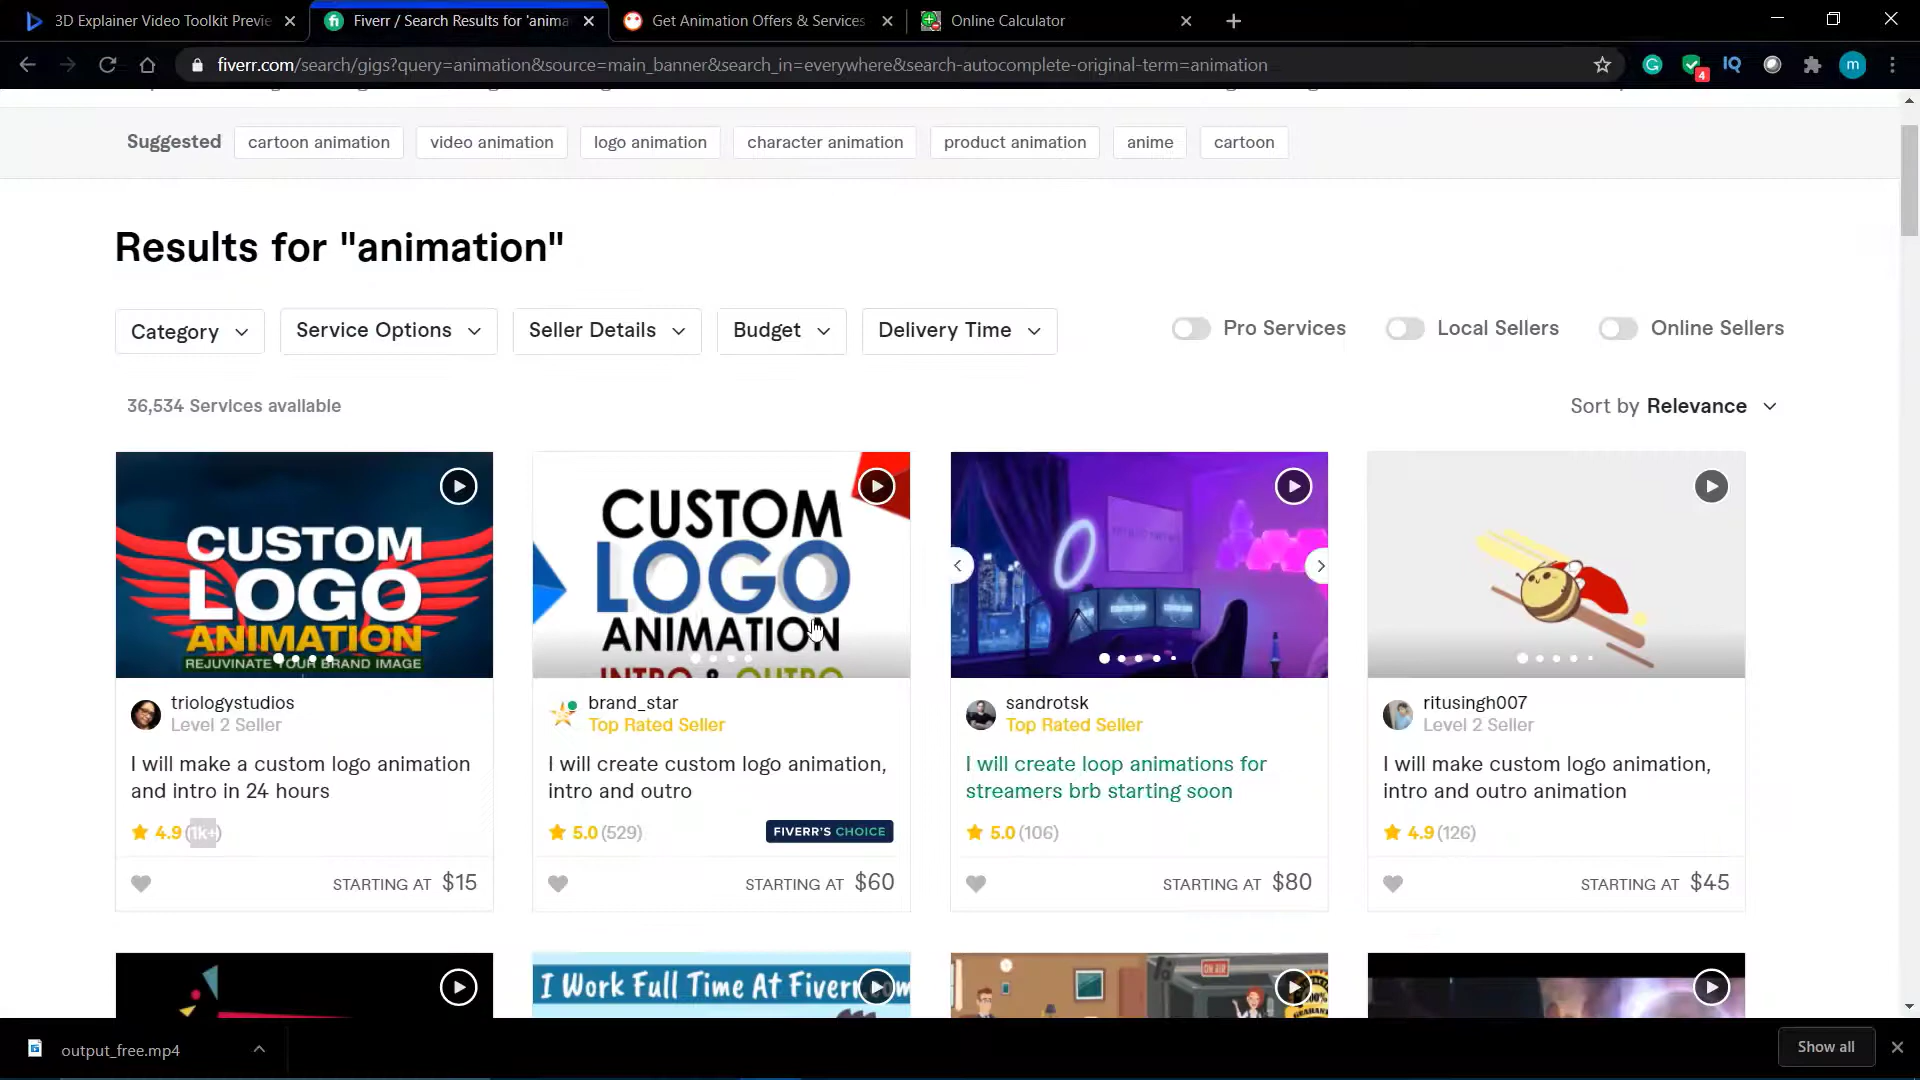 3D Explainer Video Toolkit Previe
Fiverr / Search Results for 'anima
Get Animation Offers & Services
Online Calculator
fiverr.com/search/gigs?query=animation&source=main_banner&search_in=everywhere&search-autocomplete-original-term=animation
4
IQ
m
Suggested
cartoon animation
video animation
logo animation
character animation
product animation
anime
cartoon
Results for "animation"
Category
Service Options
Seller Details
Budget
Delivery Time
Pro Services
Local Sellers
Online Sellers
36,534 Services available
Sort by Relevance
CUSTOM
LOGO
ANIMATION
REJUVINATE YOUR BRAND IMAGE
CUSTOM
LOGO
ANIMATION
INTRO & OUTRO
triologystudios
Level 2 Seller
brand_star
Top Rated Seller
sandrotsk
Top Rated Seller
ritusingh007
Level 2 Seller
I will make a custom logo animation
and intro in 24 hours
I will create custom logo animation,
intro and outro
I will create loop animations for
streamers brb starting soon
I will make custom logo animation,
intro and outro animation
4.9 (1k+)
5.0 (529)
FIVERR'S CHOICE
5.0 (106)
4.9 (126)
STARTING AT $15
STARTING AT $60
STARTING AT $80
STARTING AT $45
I Work Full Time At Fiverr.com
ON AIR
output_free.mp4
Show all